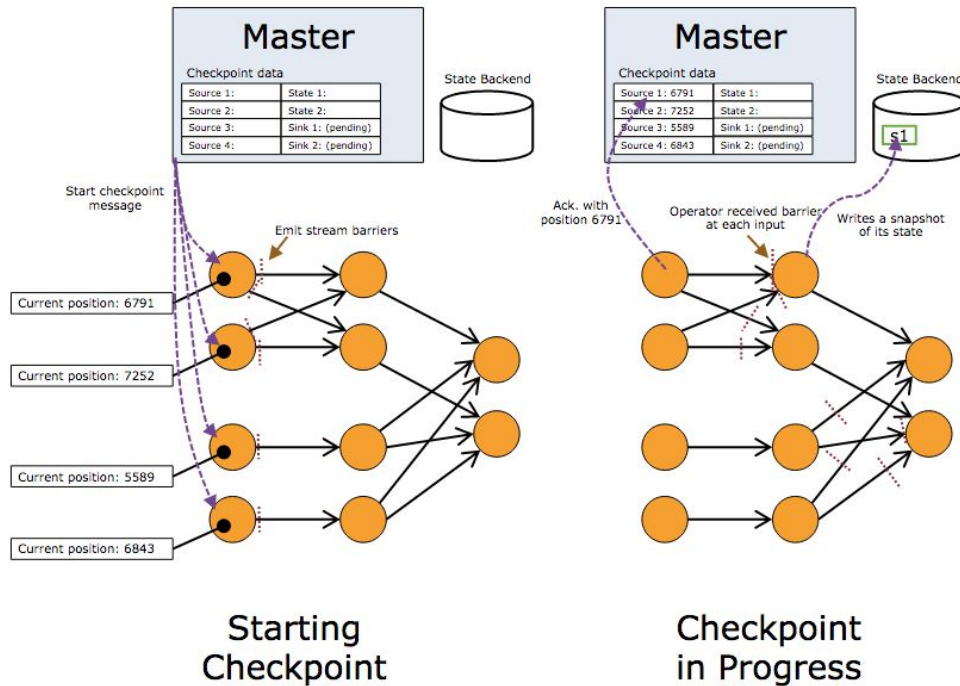 Master
Checkpoint data
Source 1:
State 1:
Source 2:
State 2:
Source 3:
Sink 1: (pending)
Source 4:
Sink 2: (pending)
State Backend
Start checkpoint
message
Emit stream barriers
Current position: 6791
Current position: 7252
Current position: 5589
Current position: 6843
Starting
Checkpoint
Master
Checkpoint data
Source 1: 6791
State 1:
Source 2: 7252
State 2:
Source 3: 5589
Sink 1: (pending)
Source 4: 6843
Sink 2: (pending)
State Backend
s1
Ack. with
position 6791
Operator received barrier
at each input
Writes a snapshot
of its state
Checkpoint
in Progress